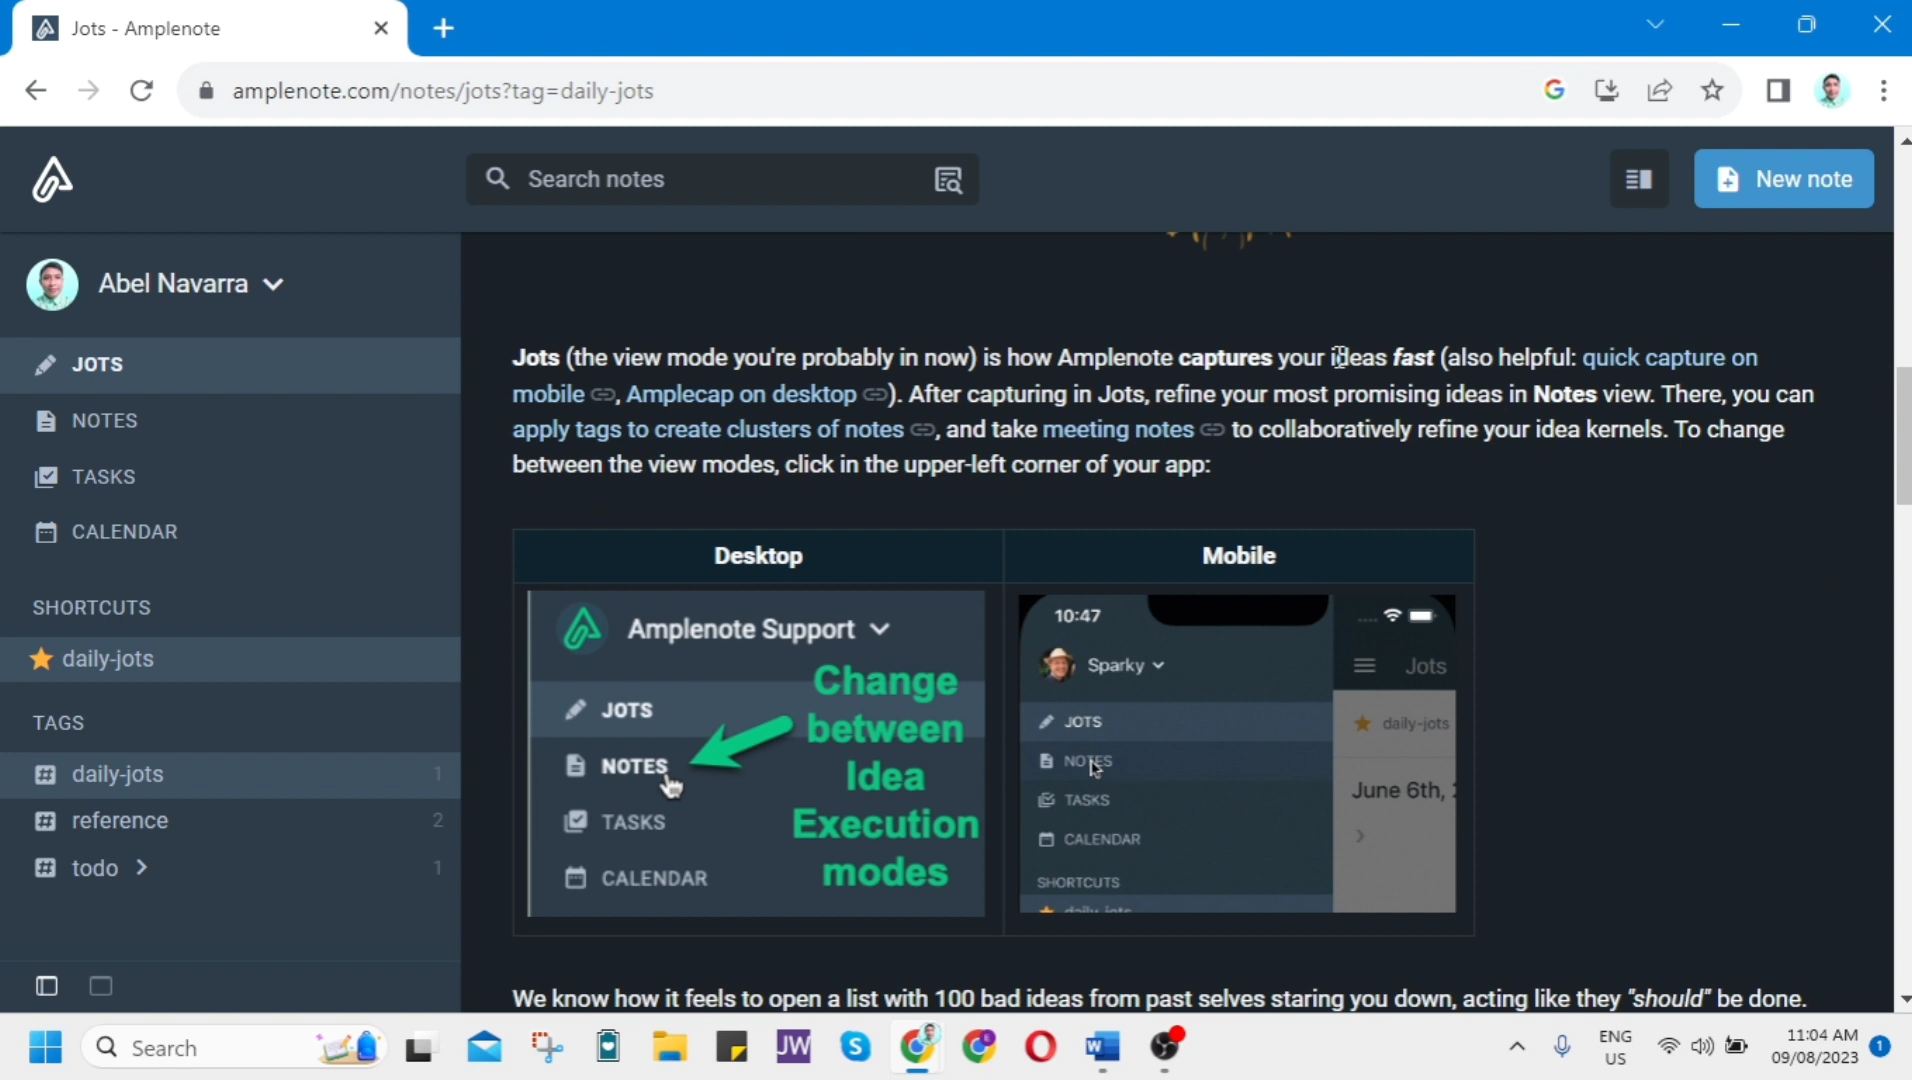 Jots - Amplenote
amplenote.com/notes/jots?tag=daily-jots
Search notes
New note
Abel Navarra
JOTS
NOTES
TASKS
CALENDAR
SHORTCUTS
daily-jots
TAGS
daily-jots 1
reference 2
todo 1
Jots (the view mode you're probably in now) is how Amplenote captures your ideas fast (also helpful: quick capture on
mobile, Amplecap on desktop). After capturing in Jots, refine your most promising ideas in Notes view. There, you can
apply tags to create clusters of notes, and take meeting notes to collaboratively refine your idea kernels. To change
between the view modes, click in the upper-left corner of your app:
Desktop Mobile
Amplenote Support
JOTS
NOTES
TASKS
CALENDAR
Change
between
Idea
Execution
modes
10:47
Sparky
JOTS
NOTES
TASKS
CALENDAR
SHORTCUTS
daily-jots
Jots
daily-jots
June 6th,
We know how it feels to open a list with 100 bad ideas from past selves staring you down, acting like they "should" be done.
Search
JW
ENG
US
11:04 AM
09/08/2023
1